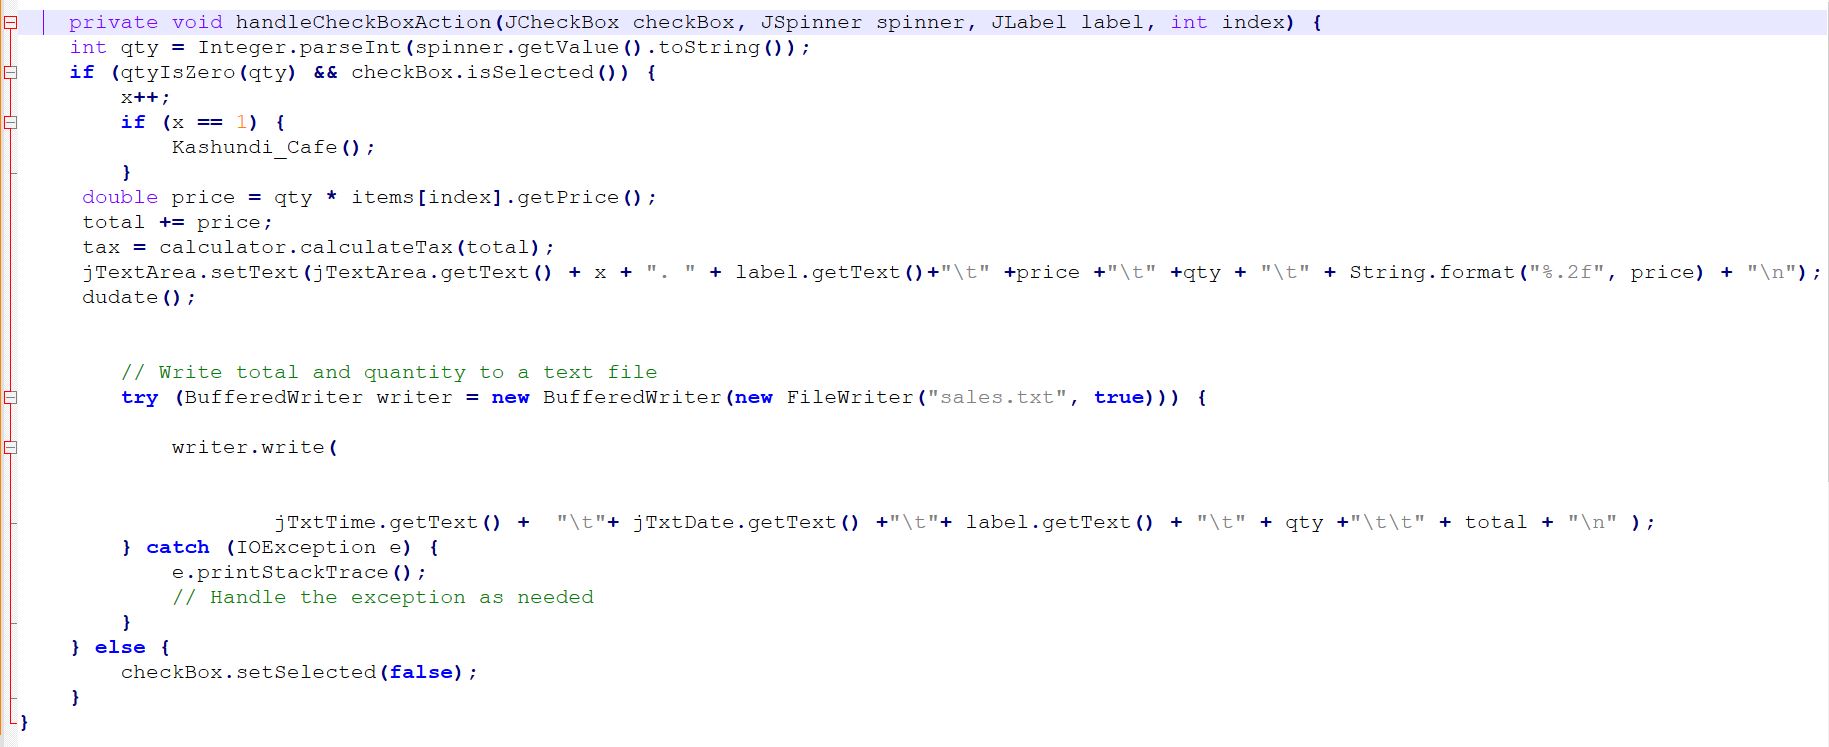 private void handleCheckBoxAction(JCheckBox checkBox, JSpinner spinner, JLabel label, int index) {
int qty = Integer.parseInt(spinner.getValue().toString());
if (qtyIsZero(qty) && checkBox.isSelected()) {
x++;
if (x == 1) {
Kashundi_Cafe();
}
double price = qty * items[index].getPrice();
total += price;
tax = calculator.calculateTax(total);
jTextArea.setText(jTextArea.getText() + x + ". " + label.getText()+"\t" +price +"\t" +qty + "\t" + String.format("%.2f", price) + "\n");
dudate();
// Write total and quantity to a text file
try (BufferedWriter writer = new BufferedWriter(new FileWriter("sales.txt", true))) {
writer.write(
jTxtTime.getText() +  "\t"+ jTxtDate.getText() +"\t"+ label.getText() + "\t" + qty +"\t\t" + total + "\n" );
} catch (IOException e) {
e.printStackTrace();
// Handle the exception as needed
}
} else {
checkBox.setSelected(false);
}
}